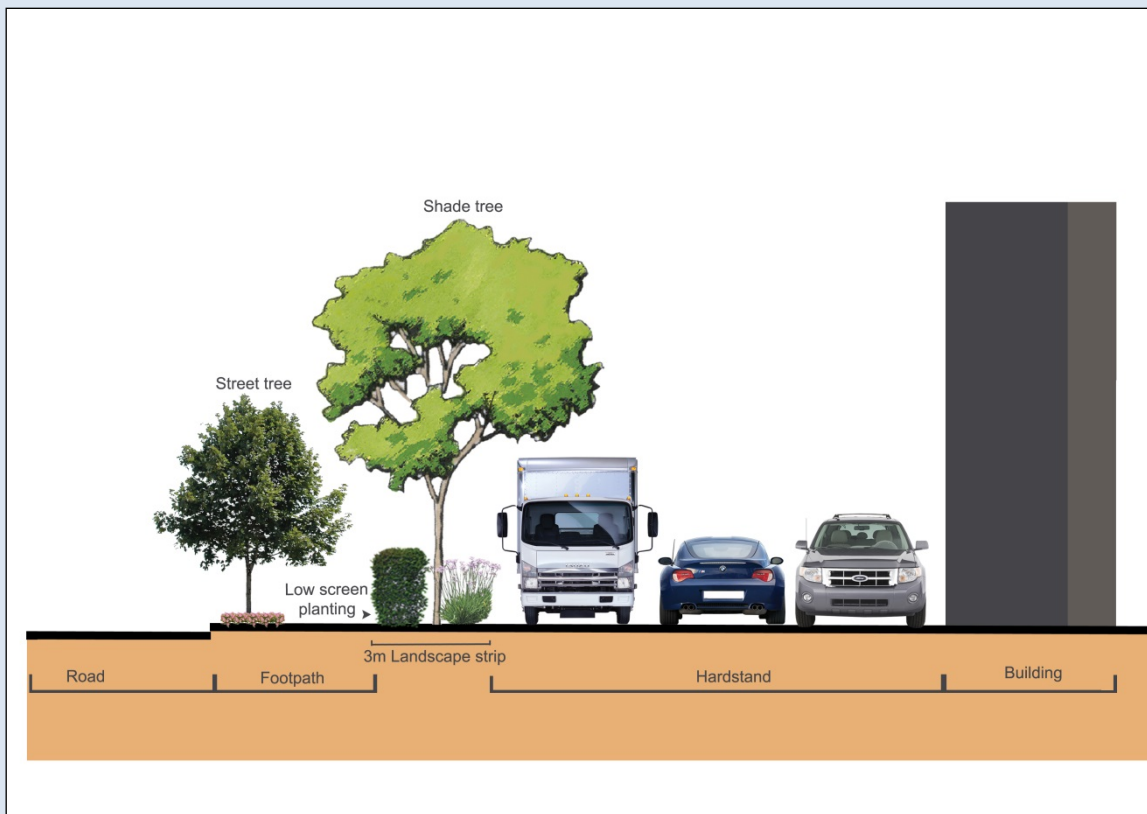 Shade tree
Street tree
Low screen
planting
3m Landscape strip
Road
Footpath
Hardstand
Building